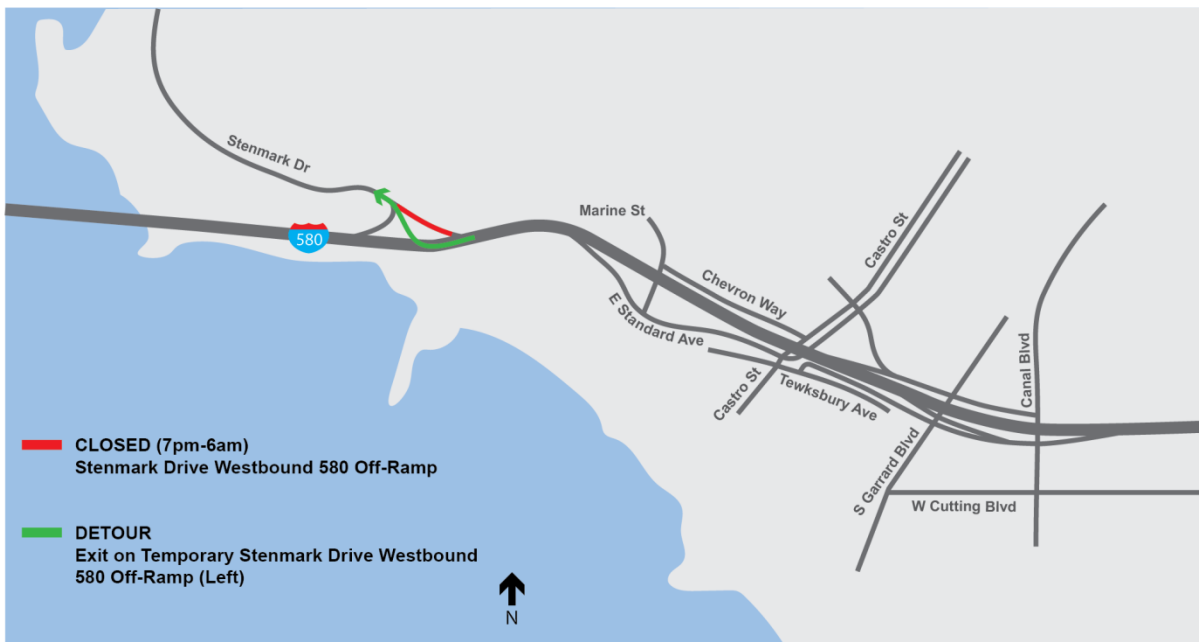 Stenmark Dr
580
Marine St
Chevron Way
Castro St
E Standard Ave
Castro St
Tewksbury Ave
Canal Blvd
S Garrard Blvd
W Cutting Blvd
CLOSED (7pm-6am)
Stenmark Drive Westbound 580 Off-Ramp
DETOUR
Exit on Temporary Stenmark Drive Westbound
580 Off-Ramp (Left)
N